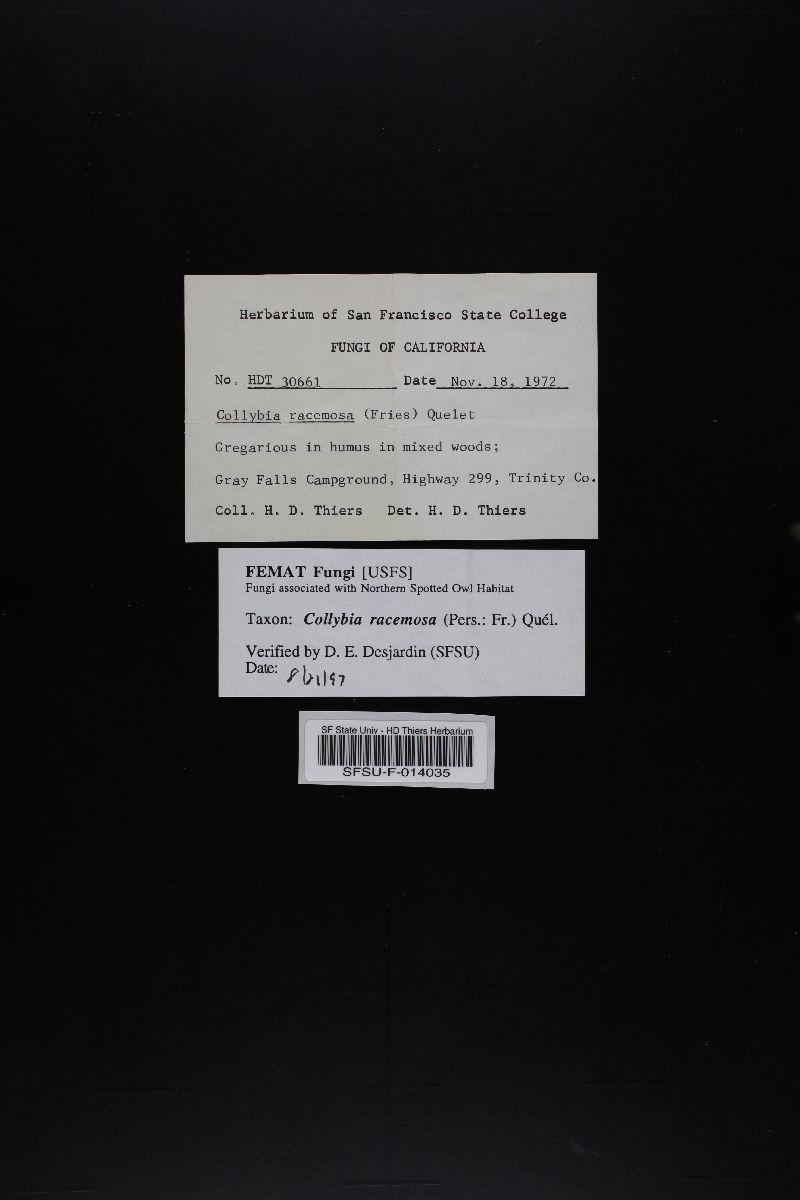 Herbarium of San Francisco State College
FUNGI OF CALIFORNIA
No. HDT 30661 Date Nov. 18, 1972
Collybia racemosa (Fries) Quelet
Gregarious in humus in mixed woods;
Gray Falls Campground, Highway 299, Trinity Co.
Coll. H. D. Thiers Det. H. D. Thiers
FEMAT Fungi [USFS]
Fungi associated with Northern Spotted Owl Habitat
Taxon: Collybia racemosa (Pers.: Fr.) Quél.
Verified by D. E. Desjardin (SFSU)
Date:
SF State Univ - HD Thiers Herbarium
SFSU-F-014035